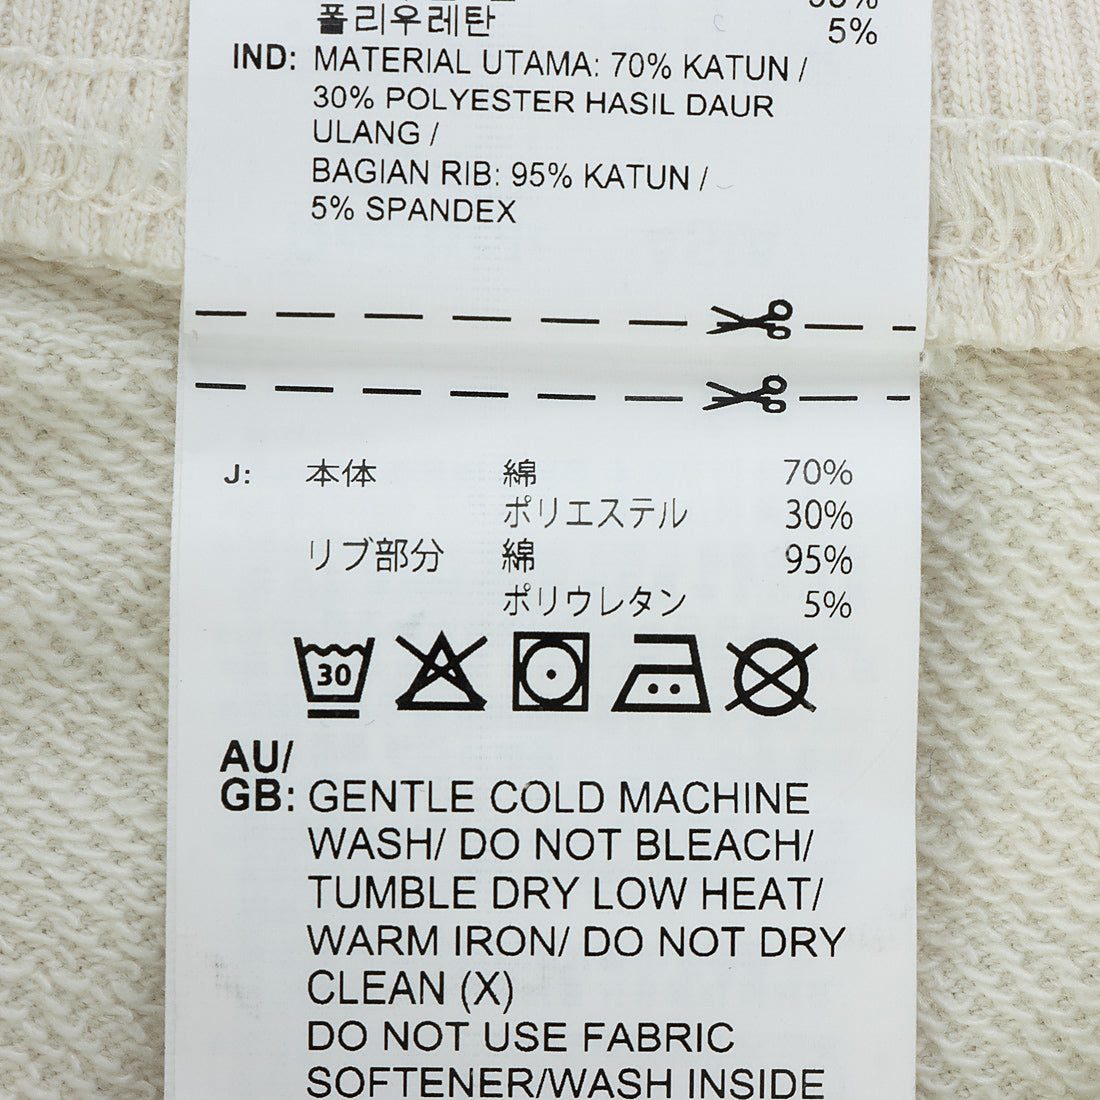 폴리우레탄 5%
IND: MATERIAL UTAMA: 70% KATUN /
30% POLYESTER HASIL DAUR
ULANG /
BAGIAN RIB: 95% KATUN /
5% SPANDEX
J: 本体 綿 70%
ポリエステル 30%
リブ部分 綿 95%
ポリウレタン 5%
30
AU/
GB: GENTLE COLD MACHINE
WASH/ DO NOT BLEACH/
TUMBLE DRY LOW HEAT/
WARM IRON/ DO NOT DRY
CLEAN (X)
DO NOT USE FABRIC
SOFTENER/WASH INSIDE